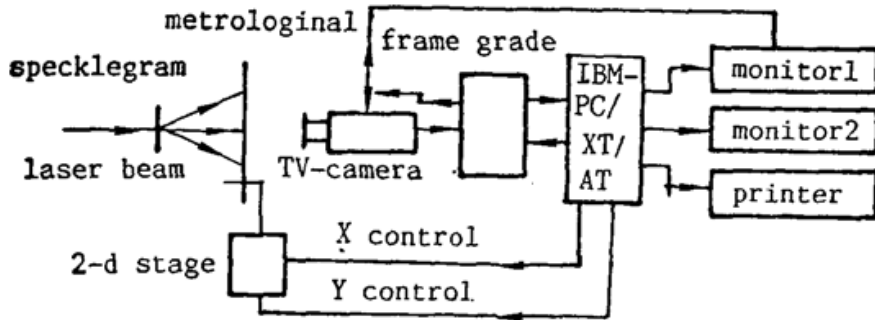 metrologinal
frame grade
specklegram
IBM-
PC/
XT/
AT
monitor1
monitor2
printer
laser beam
TV-camera
2-d stage
X control
Y control